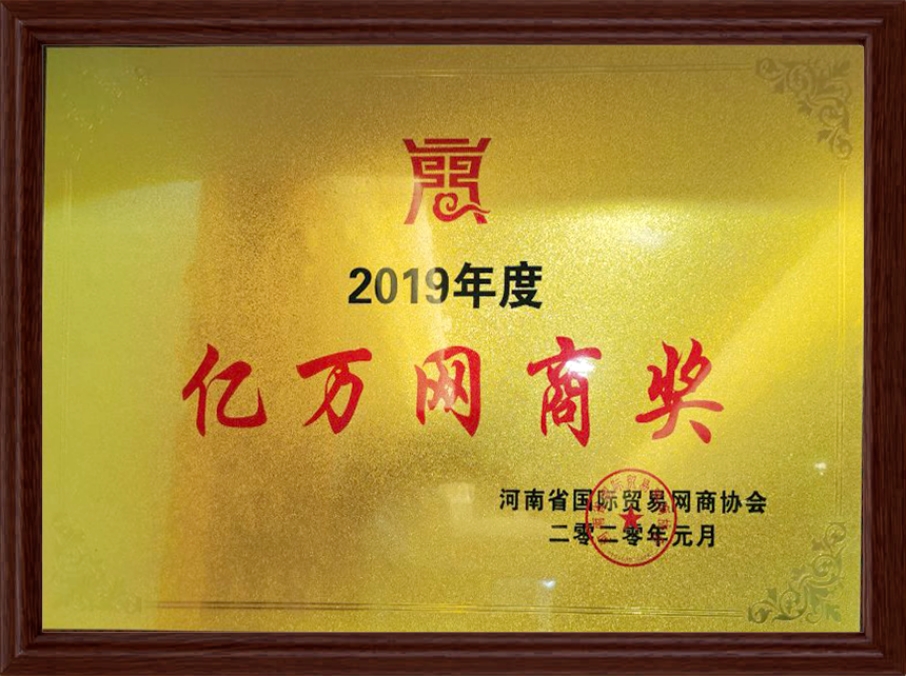 2019年度
亿万网商奖
河南省国际贸易网商协会
二零二零年元月